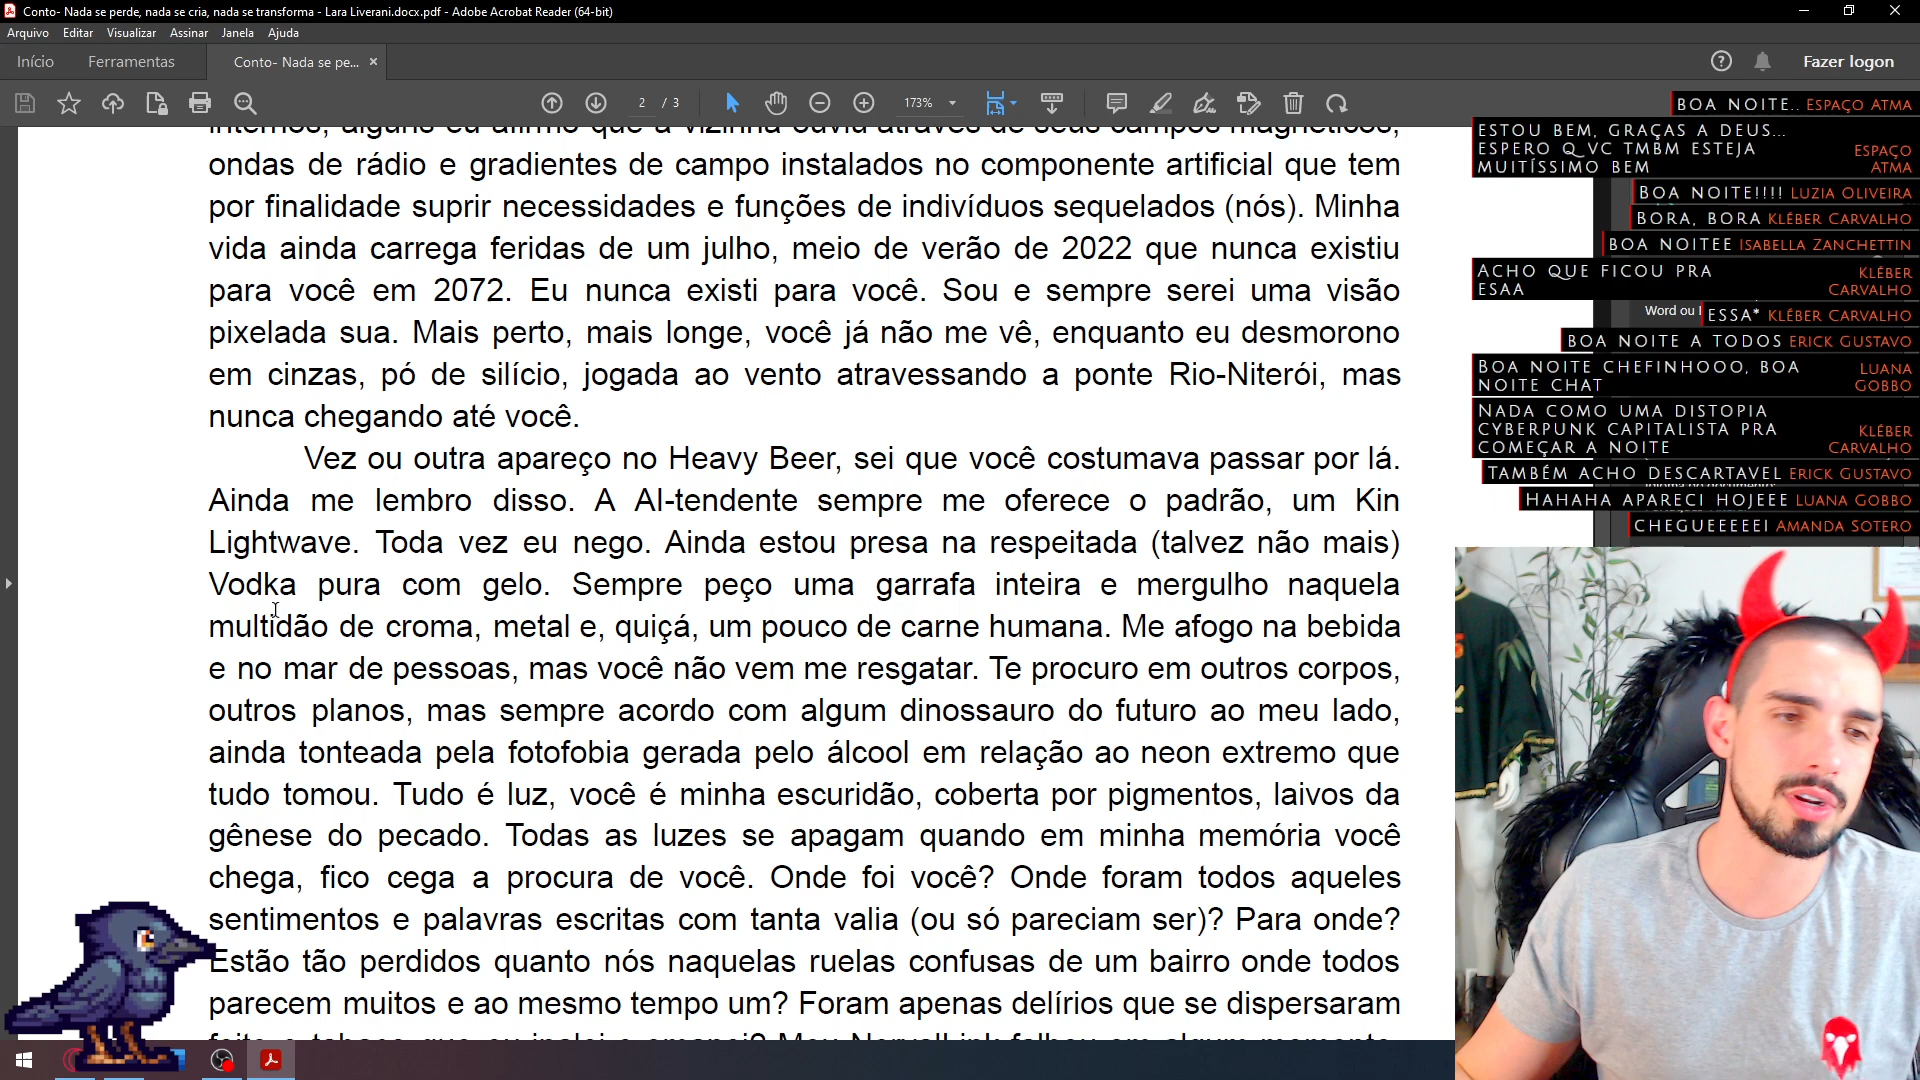 Conto- Nada se perde, nada se cria, nada se transforma - Lara Liverani.docx.pdf - Adobe Acrobat Reader (64-bit)
Arquivo Editar Visualizar Assinar Janela Ajuda
Início Ferramentas Conto- Nada se pe... × Fazer logon
2 / 3 173%
internos, alguns eu afirmo que a vizinha ouviu através de seus campos magnéticos,
ondas de rádio e gradientes de campo instalados no componente artificial que tem
por finalidade suprir necessidades e funções de indivíduos sequelados (nós). Minha
vida ainda carrega feridas de um julho, meio de verão de 2022 que nunca existiu
para você em 2072. Eu nunca existi para você. Sou e sempre serei uma visão
pixelada sua. Mais perto, mais longe, você já não me vê, enquanto eu desmorono
em cinzas, pó de silício, jogada ao vento atravessando a ponte Rio-Niterói, mas
nunca chegando até você.
Vez ou outra apareço no Heavy Beer, sei que você costumava passar por lá.
Ainda me lembro disso. A AI-tendente sempre me oferece o padrão, um Kin
Lightwave. Toda vez eu nego. Ainda estou presa na respeitada (talvez não mais)
Vodka pura com gelo. Sempre peço uma garrafa inteira e mergulho naquela
multidão de croma, metal e, quiçá, um pouco de carne humana. Me afogo na bebida
e no mar de pessoas, mas você não vem me resgatar. Te procuro em outros corpos,
outros planos, mas sempre acordo com algum dinossauro do futuro ao meu lado,
ainda tonteada pela fotofobia gerada pelo álcool em relação ao neon extremo que
tudo tomou. Tudo é luz, você é minha escuridão, coberta por pigmentos, laivos da
gênese do pecado. Todas as luzes se apagam quando em minha memória você
chega, fico cega a procura de você. Onde foi você? Onde foram todos aqueles
sentimentos e palavras escritas com tanta valia (ou só pareciam ser)? Para onde?
Estão tão perdidos quanto nós naquelas ruelas confusas de um bairro onde todos
parecem muitos e ao mesmo tempo um? Foram apenas delírios que se dispersaram
BOA NOITE.. ESPAÇO ATMA
ESTOU BEM, GRAÇAS A DEUS...
ESPERO Q VC TMBM ESTEJA
MUITÍSSIMO BEM
ESPAÇO
ATMA
BOA NOITE!!!! LUZIA OLIVEIRA
BORA, BORA KLÉBER CARVALHO
BOA NOITEE ISABELLA ZANCHETTIN
ACHO QUE FICOU PRA
ESAA
KLÉBER
CARVALHO
Word ou
ESSA* KLÉBER CARVALHO
BOA NOITE A TODOS ERICK GUSTAVO
BOA NOITE CHEFINHOOO, BOA
NOITE CHAT
LUANA
GOBBO
NADA COMO UMA DISTOPIA
CYBERPUNK CAPITALISTA PRA
COMEÇAR A NOITE
KLÉBER
CARVALHO
TAMBÉM ACHO DESCARTAVEL ERICK GUSTAVO
HAHAHA APARECI HOJEEE LUANA GOBBO
CHEGUEEEEEI AMANDA SOTERO